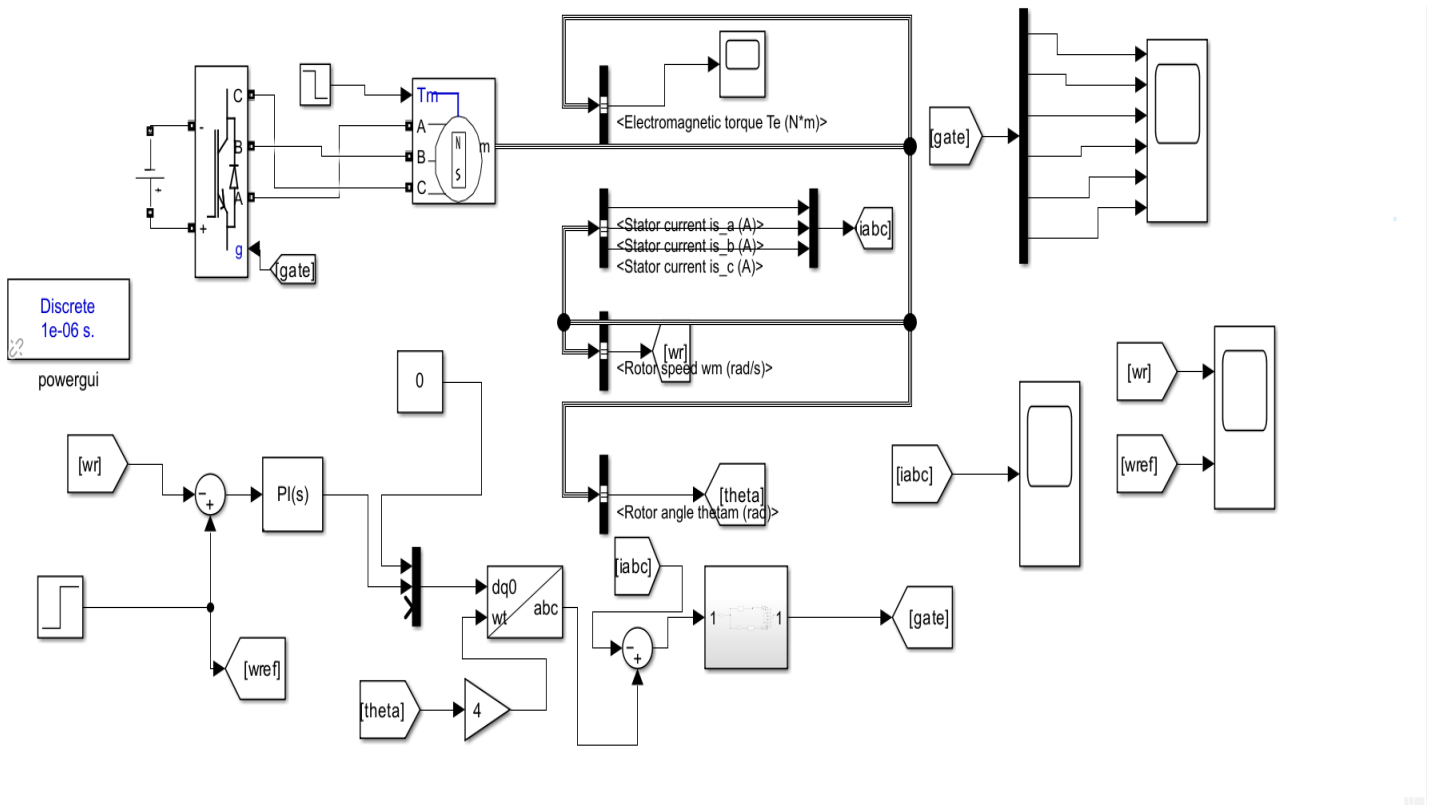 <Electromagnetic torque Te (N*m)>
C
B
A
-
+
+
g
[gate]
Tm
A
B
C
N
S
m
[gate]
<Stator current is_a (A)>
<Stator current is_b (A)>
<Stator current is_c (A)>
[iabc]
Discrete
1e-06 s.
powergui
[wr]
<Rotor speed wm (rad/s)>
0
[wr]
[wref]
[wr]
−
+
PI(s)
[iabc]
[theta]
<Rotor angle thetam (rad)>
[iabc]
dq0
wt
abc
−
+
1
1
[gate]
[wref]
[theta]
4